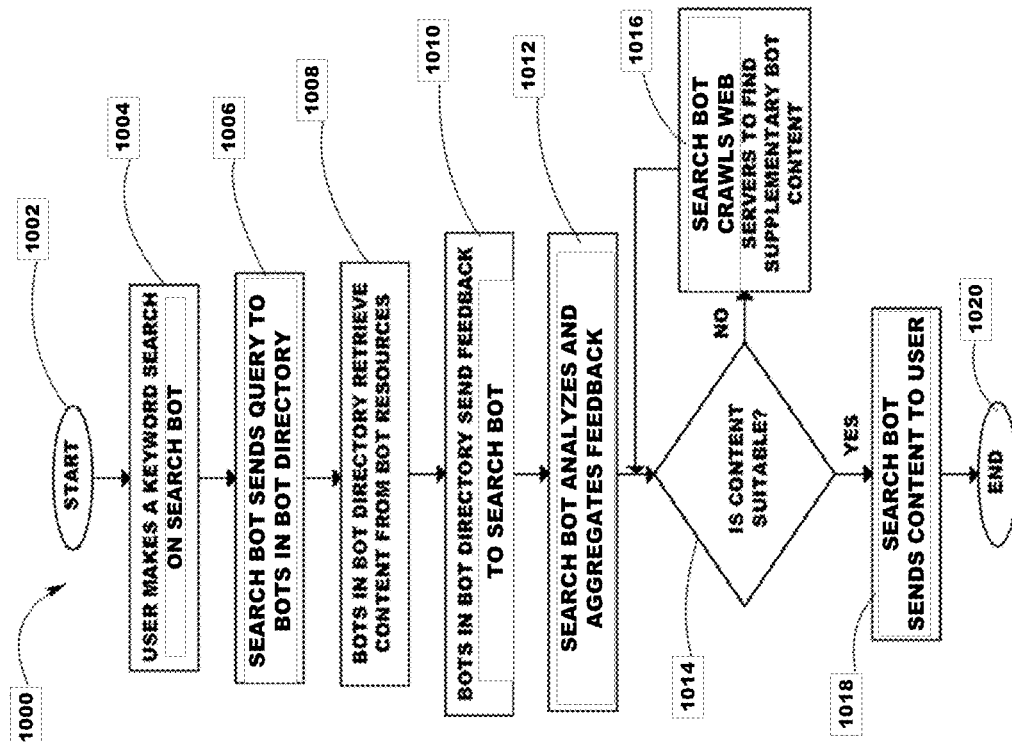 1000
1002
START
1004
USER MAKES A KEYWORD SEARCH
ON SEARCH BOT
1006
SEARCH BOT SENDS QUERY TO
BOTS IN BOT DIRECTORY
1008
BOTS IN BOT DIRECTORY RETRIEVE
CONTENT FROM BOT RESOURCES
1010
BOTS IN BOT DIRECTORY SEND FEEDBACK
TO SEARCH BOT
1012
SEARCH BOT ANALYZES AND
AGGREGATES FEEDBACK
1014
IS CONTENT
SUITABLE?
NO
1016
SEARCH BOT
CRAWLS WEB
SERVERS TO FIND
SUPPLEMENTARY BOT
CONTENT
YES
1018
SEARCH BOT
SENDS CONTENT TO USER
1020
END